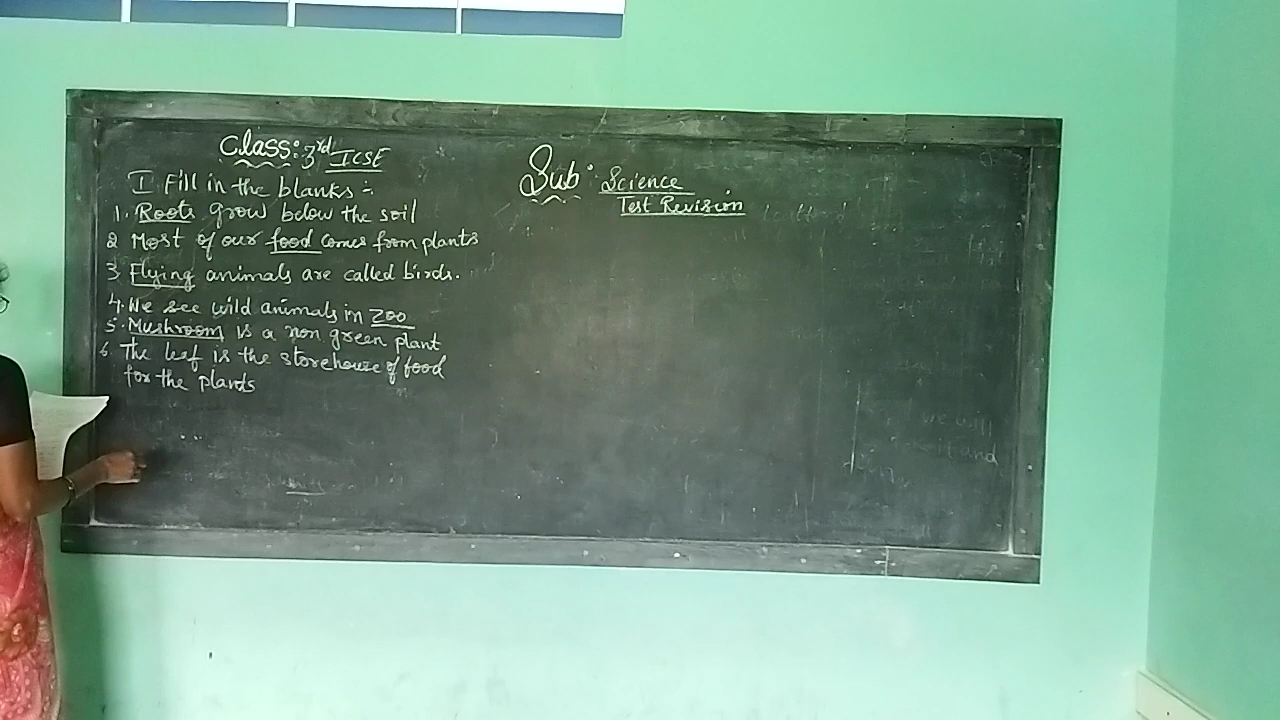 Class: 3rd ICSE
Sub: Science
Test Revision
I Fill in the blanks :-
1. Roots grow below the soil
2 Most of our food comes from plants
3. Flying animals are called birds.
4. We see wild animals in Zoo
5. Mushroom is a non green plant
6 The leaf is the storehouse of food
for the plants
we will